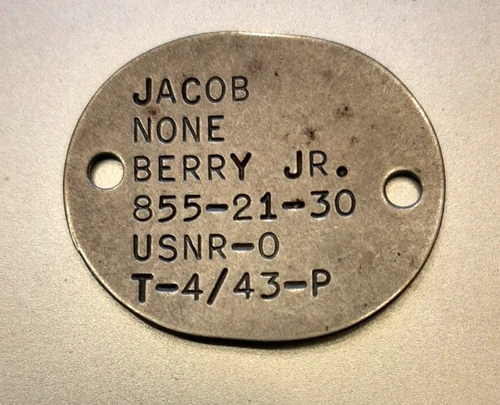 JACOB
NONE
BERRY JR.
855-21-30
USNR-O
T-4/43-P